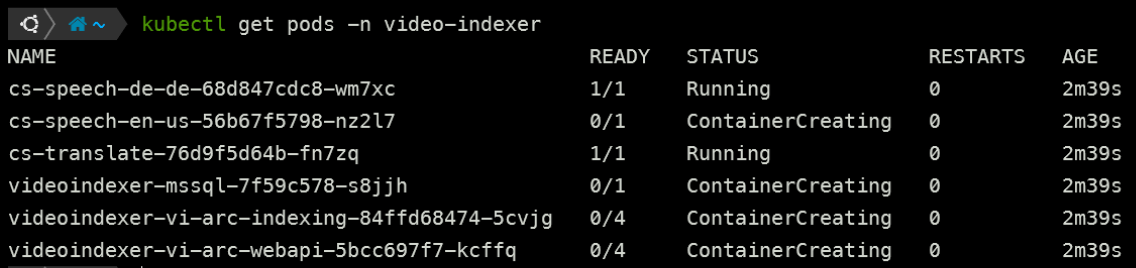 ~ kubectl get pods -n video-indexer
NAME READY STATUS RESTARTS AGE
cs-speech-de-de-68d847cdc8-wm7xc 1/1 Running 0 2m39s
cs-speech-en-us-56b67f5798-nz2l7 0/1 ContainerCreating 0 2m39s
cs-translate-76d9f5d64b-fn7zq 1/1 Running 0 2m39s
videoindexer-mssql-7f59c578-s8jjh 0/1 ContainerCreating 0 2m39s
videoindexer-vi-arc-indexing-84ffd68474-5cvjg 0/4 ContainerCreating 0 2m39s
videoindexer-vi-arc-webapi-5bcc697f7-kcffq 0/4 ContainerCreating 0 2m39s